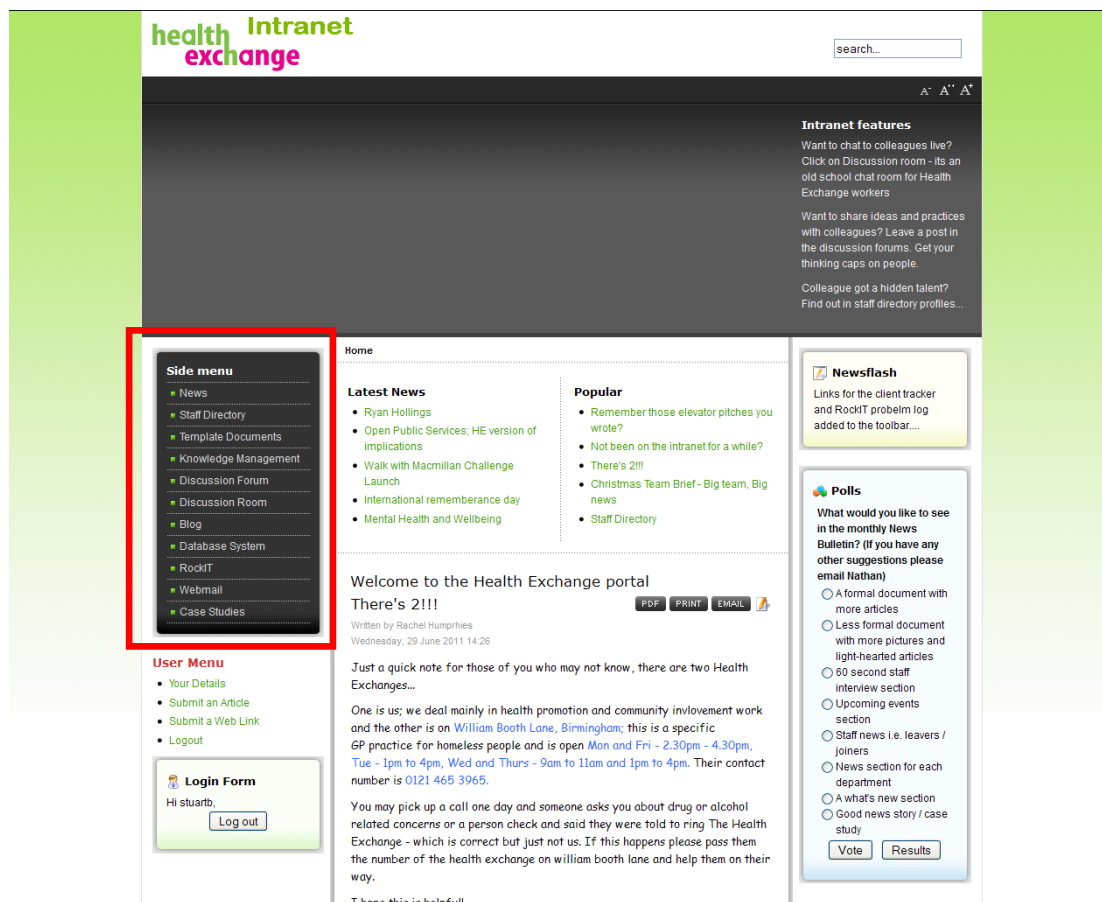 health Intranet
exchange
search...
A- A'' A+
Intranet features
Want to chat to colleagues live?
Click on Discussion room - its an
old school chat room for Health
Exchange workers
Want to share ideas and practices
with colleagues? Leave a post in
the discussion forums. Get your
thinking caps on people.
Colleague got a hidden talent?
Find out in staff directory profiles...
Side menu
News
Staff Directory
Template Documents
Knowledge Management
Discussion Forum
Discussion Room
Blog
Database System
RockIT
Webmail
Case Studies
User Menu
Your Details
Submit an Article
Submit a Web Link
Logout
Login Form
Hi stuartb,
Log out
Home
Latest News
Ryan Hollings
Open Public Services; HE version of
implications
Walk with Macmillan Challenge
Launch
International rememberance day
Mental Health and Wellbeing
Popular
Remember those elevator pitches you
wrote?
Not been on the intranet for a while?
There's 2!!!
Christmas Team Brief - Big team, Big
news
Staff Directory
Welcome to the Health Exchange portal
There's 2!!!
PDF PRINT EMAIL
Written by Rachel Humprhies
Wednesday, 29 June 2011 14:26
Just a quick note for those of you who may not know, there are two Health
Exchanges...
One is us; we deal mainly in health promotion and community invlovement work
and the other is on William Booth Lane, Birmingham; this is a specific
GP practice for homeless people and is open Mon and Fri - 2.30pm - 4.30pm,
Tue - 1pm to 4pm, Wed and Thurs - 9am to 11am and 1pm to 4pm. Their contact
number is 0121 465 3965.
You may pick up a call one day and someone asks you about drug or alcohol
related concerns or a person check and said they were told to ring The Health
Exchange - which is correct but just not us. If this happens please pass them
the number of the health exchange on william booth lane and help them on their
way.
I hope this is helpful!
Newsflash
Links for the client tracker
and RockIT probelm log
added to the toolbar....
Polls
What would you like to see
in the monthly News
Bulletin? (If you have any
other suggestions please
email Nathan)
A formal document with
more articles
Less formal document
with more pictures and
light-hearted articles
60 second staff
interview section
Upcoming events
section
Staff news i.e. leavers /
joiners
News section for each
department
A what's new section
Good news story / case
study
Vote Results